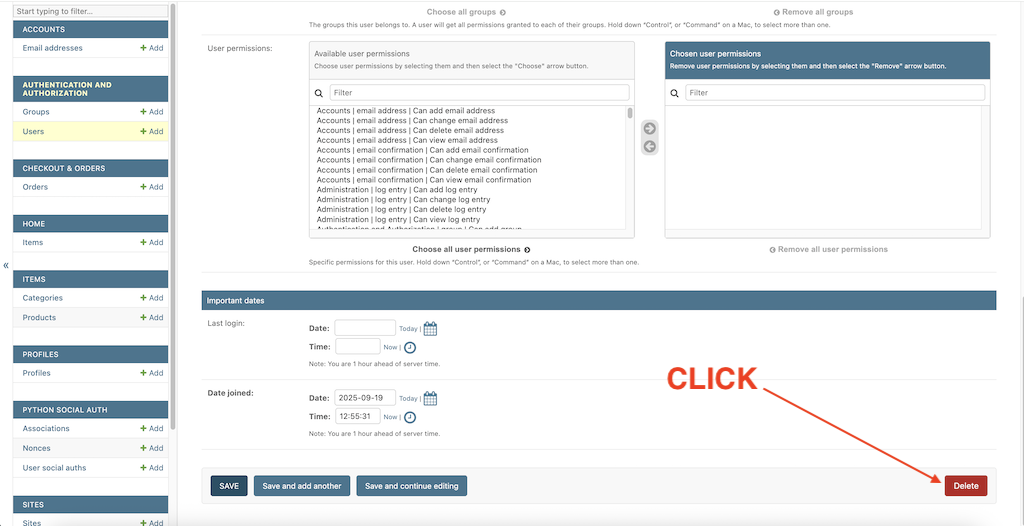 Start typing to filter...
ACCOUNTS
Email addresses + Add
AUTHENTICATION AND
AUTHORIZATION
Groups + Add
Users + Add
CHECKOUT & ORDERS
Orders + Add
HOME
Items + Add
«
ITEMS
Categories + Add
Products + Add
PROFILES
Profiles + Add
PYTHON SOCIAL AUTH
Associations + Add
Nonces + Add
User social auths + Add
SITES
Sites + Add
Choose all groups
Remove all groups
The groups this user belongs to. A user will get all permissions granted to each of their groups. Hold down "Control", or "Command" on a Mac, to select more than one.
User permissions:
Available user permissions
Choose user permissions by selecting them and then select the "Choose" arrow button.
Filter
Accounts | email address | Can add email address
Accounts | email address | Can change email address
Accounts | email address | Can delete email address
Accounts | email address | Can view email address
Accounts | email confirmation | Can add email confirmation
Accounts | email confirmation | Can change email confirmation
Accounts | email confirmation | Can delete email confirmation
Accounts | email confirmation | Can view email confirmation
Administration | log entry | Can add log entry
Administration | log entry | Can change log entry
Administration | log entry | Can delete log entry
Administration | log entry | Can view log entry
Authentication and Authorization | group | Can add group
Choose all user permissions
Chosen user permissions
Remove user permissions by selecting them and then select the "Remove" arrow button.
Filter
Remove all user permissions
Specific permissions for this user. Hold down "Control", or "Command" on a Mac, to select more than one.
Important dates
Last login:
Date: Today |
Time: Now |
Note: You are 1 hour ahead of server time.
Date joined:
Date: 2025-09-19 Today |
Time: 12:55:31 Now |
Note: You are 1 hour ahead of server time.
CLICK
SAVE
Save and add another
Save and continue editing
Delete